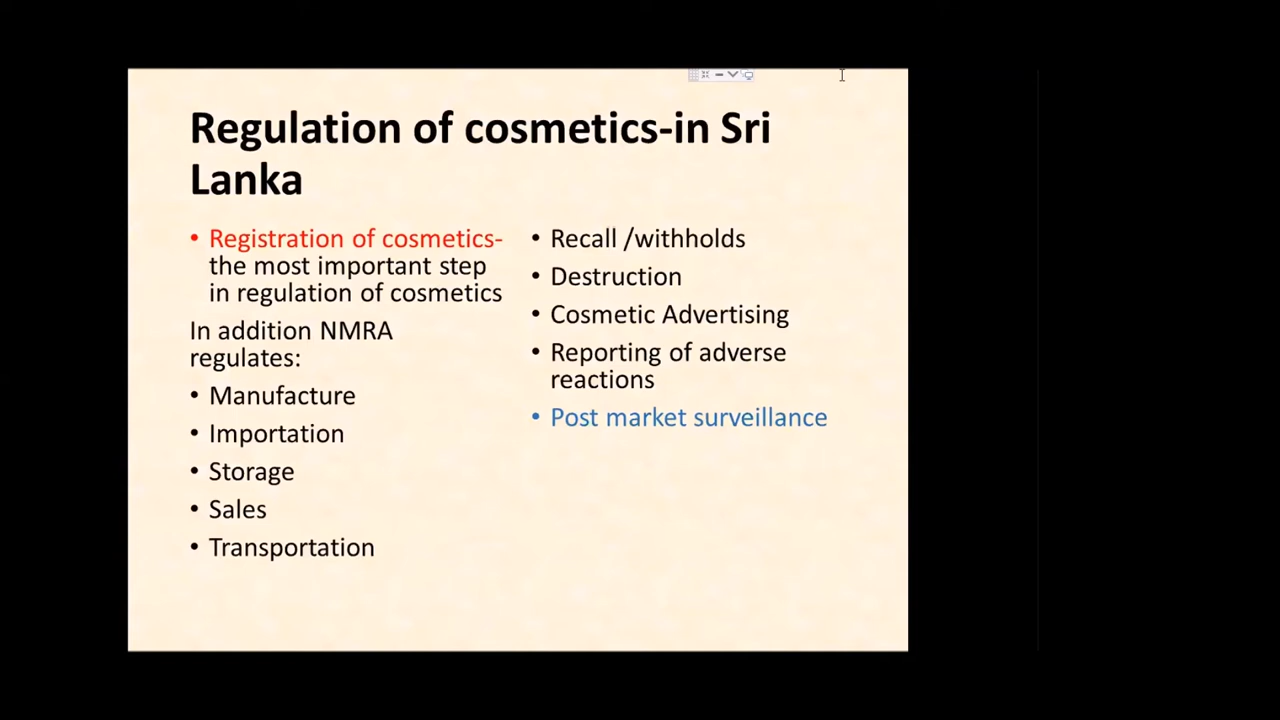 Regulation of cosmetics-in Sri
Lanka
• Registration of cosmetics-
the most important step
in regulation of cosmetics
In addition NMRA
regulates:
• Manufacture
• Importation
• Storage
• Sales
• Transportation
• Recall /withholds
• Destruction
• Cosmetic Advertising
• Reporting of adverse
reactions
• Post market surveillance